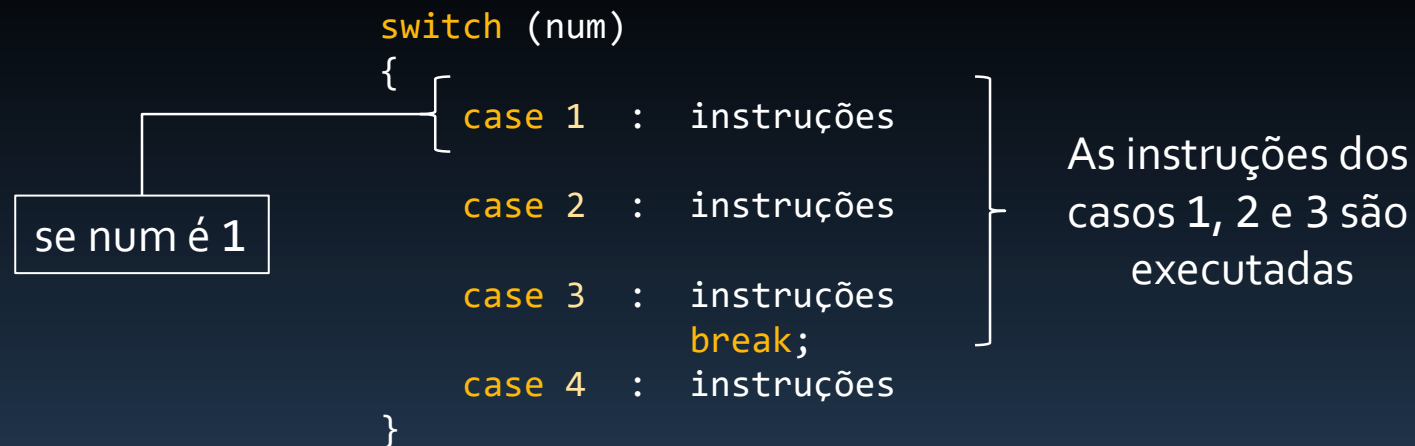 switch (num)
{
case 1 : instruções
case 2 : instruções
case 3 : instruções
break;
case 4 : instruções
}
se num é 1
As instruções dos
casos 1, 2 e 3 são
executadas